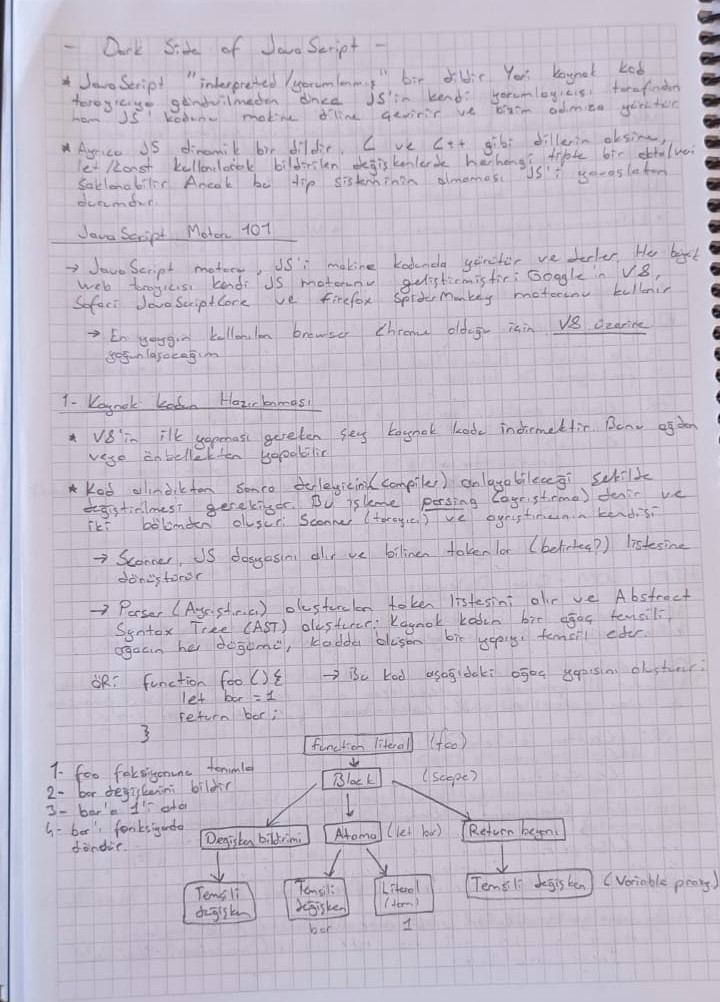 - Dark Side of JavaScript -
* JavaScript "interpreted/yorumlanmış" bir dildir Yani kaynak kod
tarayıcıya gönderilmeden önce JS'in kendi yorumlayıcısı tarafından
ham JS kodunu makine diline çevirir ve bizim adımıza yürütür
* Ayrıca JS dinamik bir dildir. C ve C++ gibi dillerin aksine,
let/const kullanılarak bildirilen değişkenlerde herhangi tipte bir
saklanabilir Ancak bu tip sisteminin olmaması JS'i yavaşlatan
durumdur.
JavaScript Motoru 101
→ JavaScript motoru, JS'i makine kodunda yürütür ve derler. Her büyük
web tarayıcısı kendi JS motorunu geliştirmiştir: Google'ın V8,
Safari JavaScriptCore ve Firefox SpiderMonkey motorunu kullanır
→ En yaygın kullanılan browser Chrome olduğu için V8 üzerine
yoğunlaşacağım
1- Kaynak kodun Hazırlanması
* V8'in ilk yapması gereken şey kaynak kodu indirmektir Bunu ağdan
veya önbellekten yapabilir
* Kod alındıktan sonra derleyicinin (compiler) anlayabileceği şekilde
değiştirilmesi gerekiyor. Bu işleme parsing (ayrıştırma) denir ve
iki bölümden oluşur: Scanner (tarayıcı) ve ayrıştırıcının kendisi
→ Scanner, JS dosyasını alır ve bilinen tokenlar (belirteç?) listesine
dönüştürür
→ Parser (Ayrıştırıcı) oluşturulan token listesini alır ve Abstract
Syntax Tree (AST) oluşturur: Kaynak kodun bir ağaç temsili,
ağacın her düğümü, kodda oluşan bir yapıyı temsil eder.
ÖR: function foo () { → Bu kod aşağıdaki ağaç yapısını oluşturur:
let bar = 1
return bar;
}
function literal (foo)
1- foo foksiyonunu tanımla
Block (scope)
2- bar değişkenini bildir
3- bar'a 1'i ata
4- bar'ı fonksiyonda
döndür.
Değişken bildirimi Atama (let bar) Return beyanı
Temsili değişken
Temsili değişken
bar
Literal (tam)
1
Temsili değişken (Variable proxy)